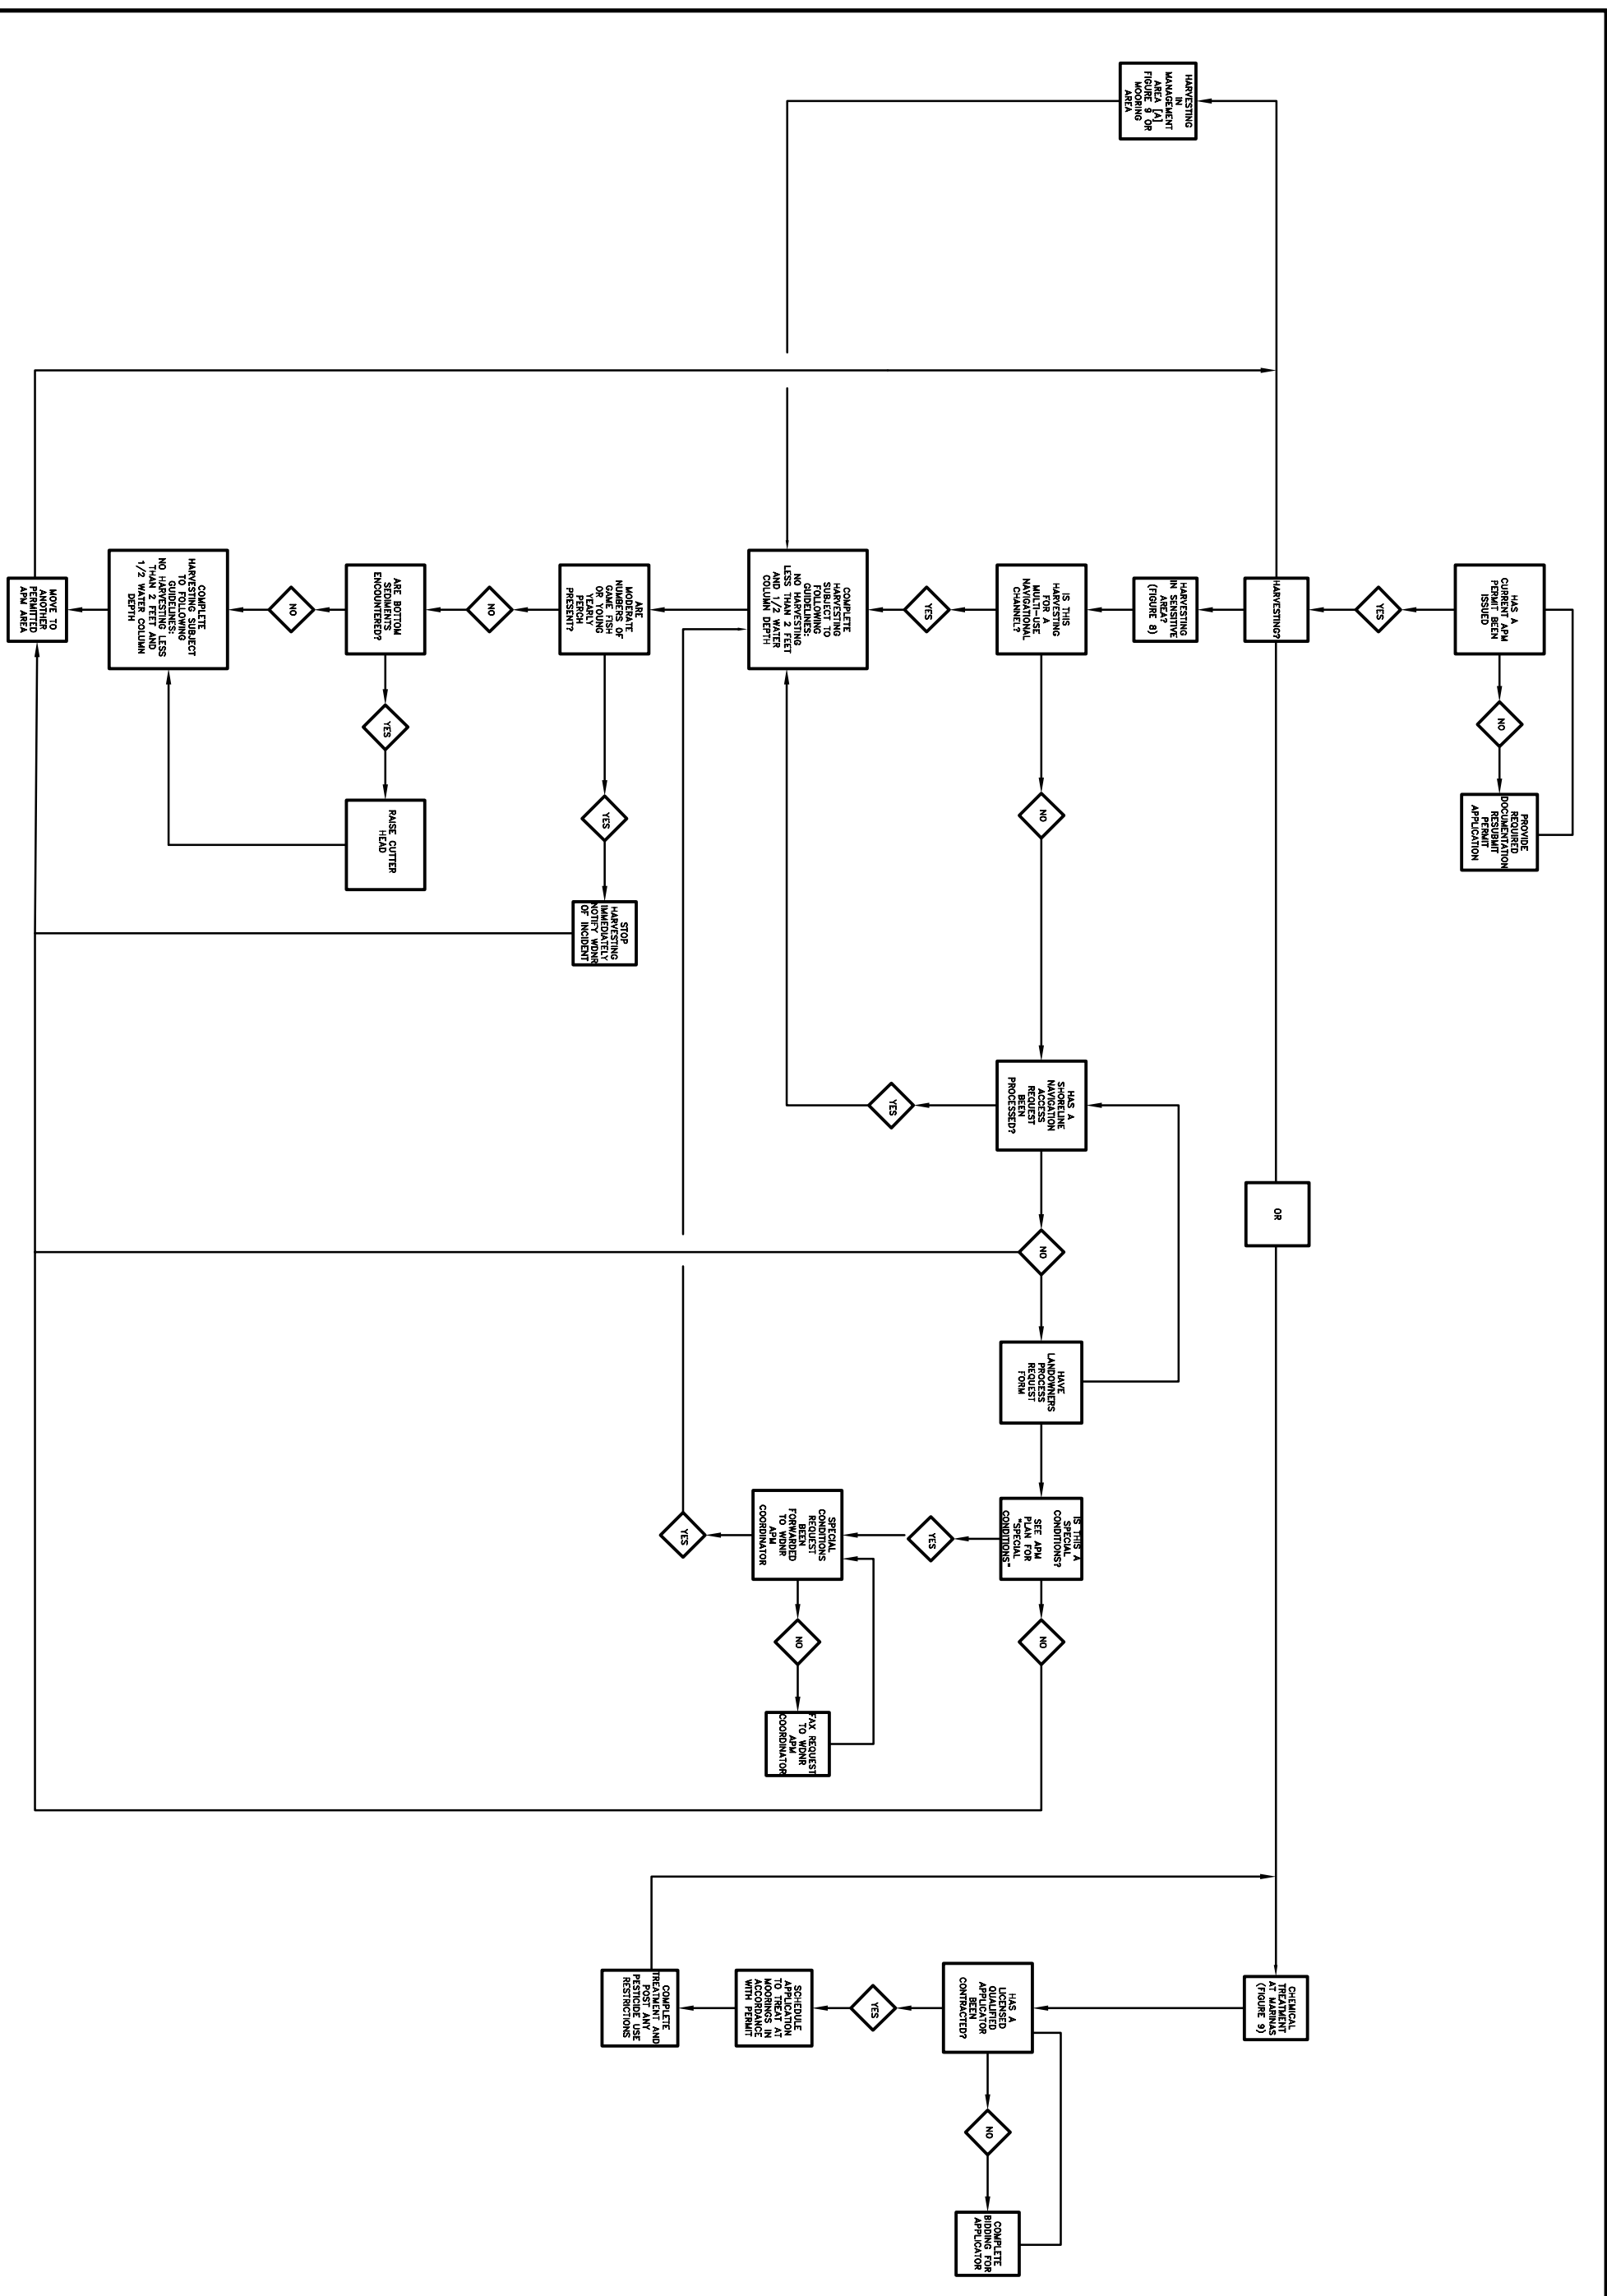 HAS A
CURRENT APM
PERMIT BEEN
ISSUED
NO
PROVIDE
REQUIRED
DOCUMENTATION
RESUBMIT
PERMIT
APPLICATION
YES
HARVESTING?
OR
CHEMICAL
TREATMENT
AT MARINAS
(FIGURE 9)
HARVESTING
IN
MANAGEMENT
AREA [A]
FIGURE 9 OR
MOORING
AREA
HARVESTING
IN SENSITIVE
AREA?
(FIGURE 8)
IS THIS
HARVESTING
FOR A
MULTI-USE
NAVIGATIONAL
CHANNEL?
NO
HAS A
SHORELINE
NAVIGATION
ACCESS
REQUEST
BEEN
PROCESSED?
NO
HAVE
LANDOWNERS
PROCESS
REQUEST
FORM
IS THIS A
SPECIAL
CONDITIONS?
SEE APM
PLAN FOR
"SPECIAL
CONDITIONS"
NO
HAS A
LICENSED
QUALIFIED
APPLICATOR
BEEN
CONTRACTED?
NO
COMPLETE
BIDDING FOR
APPLICATOR
YES
YES
YES
YES
COMPLETE
HARVESTING
SUBJECT TO
FOLLOWING
GUIDELINES:
NO HARVESTING
LESS THAN 2 FEET
AND 1/2 WATER
COLUMN DEPTH
SPECIAL
CONDITIONS
REQUEST
BEEN
FORWARDED
TO WDNR
APM
COORDINATOR
NO
FAX REQUEST
TO WDNR
APM
COORDINATOR
SCHEDULE
APPLICATION
TO TREAT AT
MOORINGS IN
ACCORDANCE
WITH PERMIT
YES
COMPLETE
TREATMENT AND
POST ANY
PESTICIDE USE
RESTRICTIONS
ARE
MODERATE
NUMBERS OF
GAME FISH
OR YOUNG
YEARLY
PERCH
PRESENT?
YES
STOP
HARVESTING
IMMEDIATELY
NOTIFY WDNR
OF INCIDENT
NO
ARE BOTTOM
SEDIMENTS
ENCOUNTERED?
YES
RAISE CUTTER
HEAD
NO
COMPLETE
HARVESTING SUBJECT
TO FOLLOWING
GUIDELINES:
NO HARVESTING LESS
THAN 2 FEET AND
1/2 WATER COLUMN
DEPTH
MOVE TO
ANOTHER
PERMITTED
APM AREA